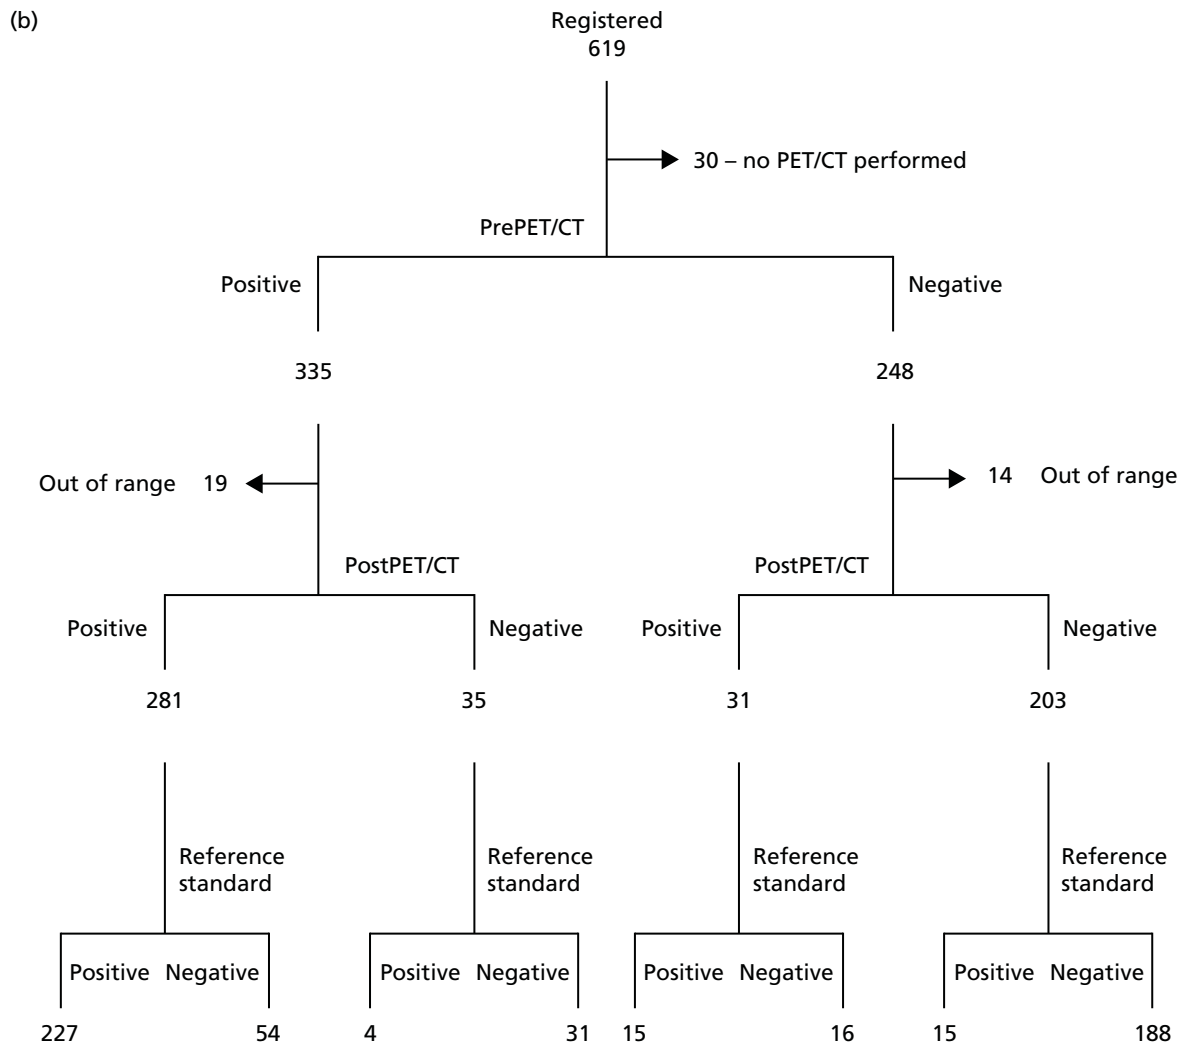 (b)
Registered
619
30 – no PET/CT performed
PrePET/CT
Positive
Negative
335
248
Out of range 19
14 Out of range
PostPET/CT
PostPET/CT
Positive
Negative
Positive
Negative
281
35
31
203
Reference
standard
Reference
standard
Reference
standard
Reference
standard
Positive Negative
Positive Negative
Positive Negative
Positive Negative
227
54
4
31
15
16
15
188